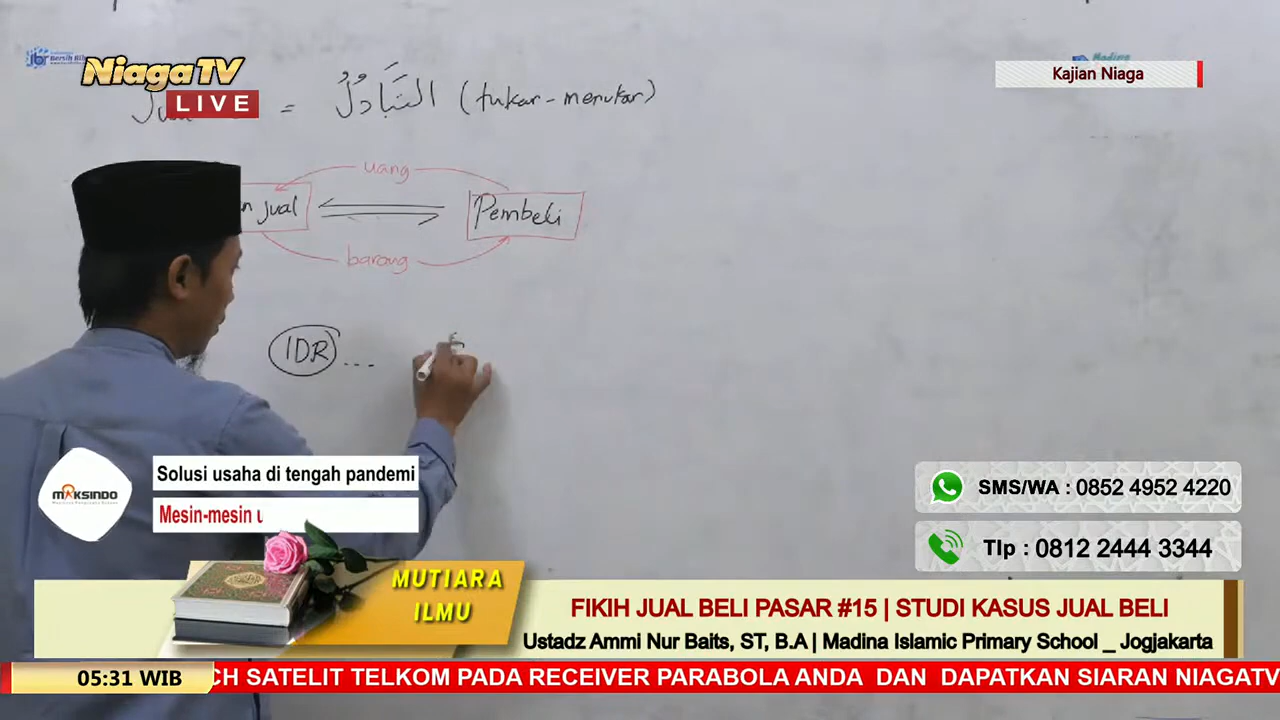 NiagaTV
LIVE
Kajian Niaga
= التَّبَادُلُ (tukar-menukar)
uang
jual
Pembeli
barang
IDR ...
MAKSINDO
Solusi usaha di tengah pandemi
Mesin-mesin u
SMS/WA : 0852 4952 4220
Tlp : 0812 2444 3344
MUTIARA
ILMU
FIKIH JUAL BELI PASAR #15 | STUDI KASUS JUAL BELI
Ustadz Ammi Nur Baits, ST, B.A | Madina Islamic Primary School _ Jogjakarta
05:31 WIB
CH SATELIT TELKOM PADA RECEIVER PARABOLA ANDA DAN DAPATKAN SIARAN NIAGATV